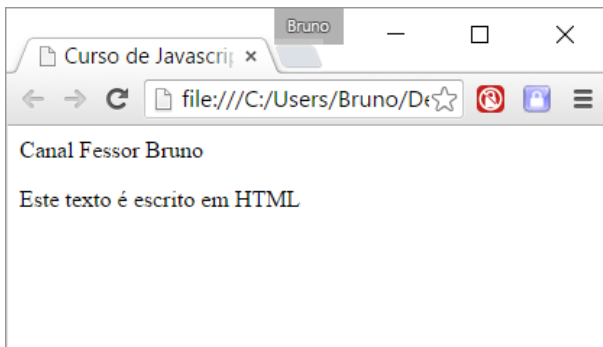 Bruno
Curso de Javascrip
file:///C:/Users/Bruno/De
Canal Fessor Bruno
Este texto é escrito em HTML